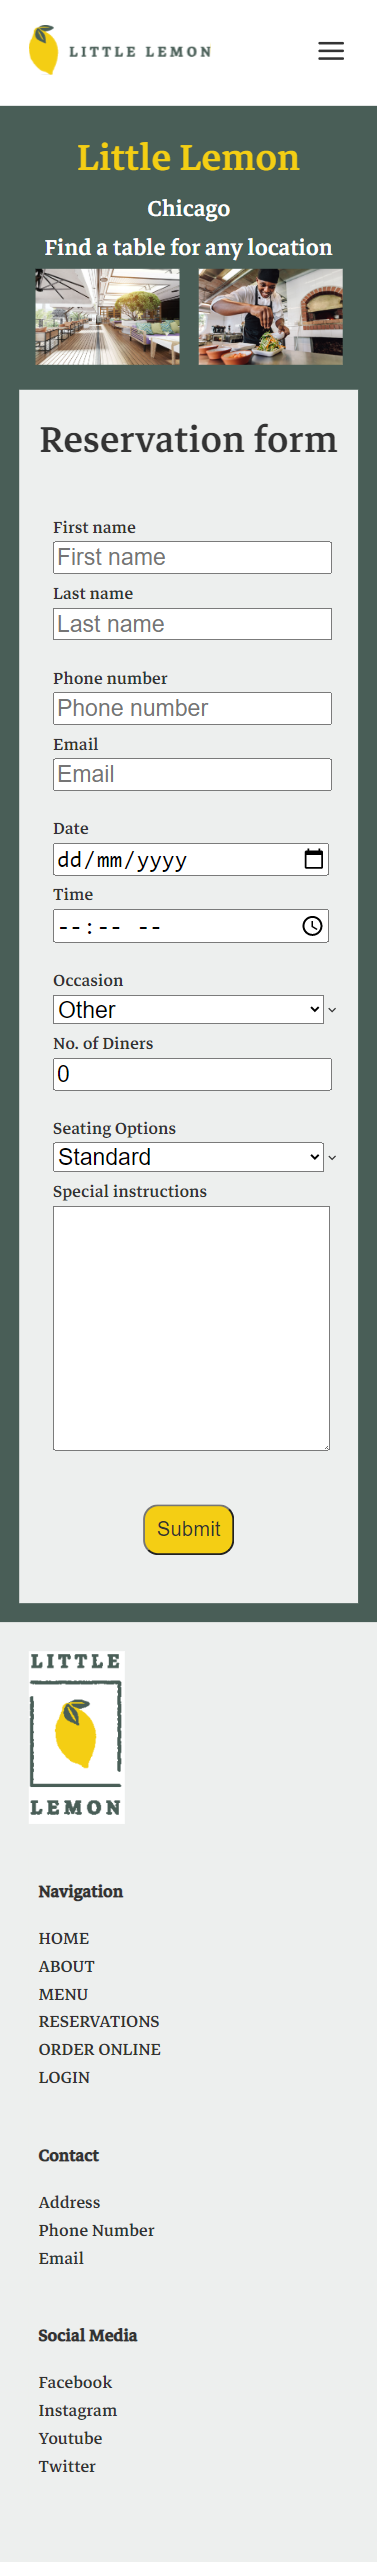 LITTLE LEMON
Little Lemon
Chicago
Find a table for any location
Reservation form
First name
First name
Last name
Last name
Phone number
Phone number
Email
Email
Date
dd/mm/yyyy
Time
--:-- --
Occasion
Other
No. of Diners
0
Seating Options
Standard
Special instructions
Submit
LITTLE
LEMON
Navigation
HOME
ABOUT
MENU
RESERVATIONS
ORDER ONLINE
LOGIN
Contact
Address
Phone Number
Email
Social Media
Facebook
Instagram
Youtube
Twitter